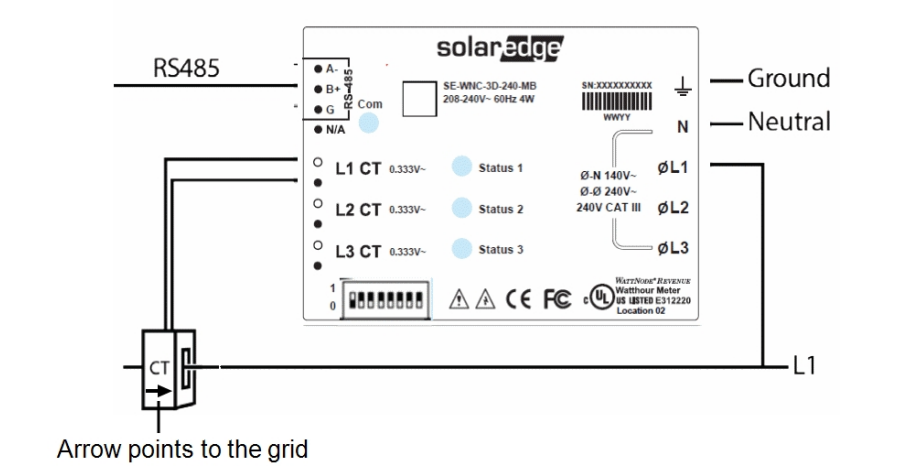 solaredge
RS485
A-
B+
G
N/A
RS-485
Com
SE-WNC-3D-240-MB
208-240V~ 60Hz 4W
SN:XXXXXXXXXX
WWYY
Ground
N
Neutral
L1 CT 0.333V~
Status 1
L2 CT 0.333V~
Status 2
L3 CT 0.333V~
Status 3
Ø-N 140V~
Ø-Ø 240V~
240V CAT III
ØL1
ØL2
ØL3
1
0
CE FC
c UL US LISTED E312220
WATTNODE® REVENUE
Watthour Meter
Location 02
CT
L1
Arrow points to the grid